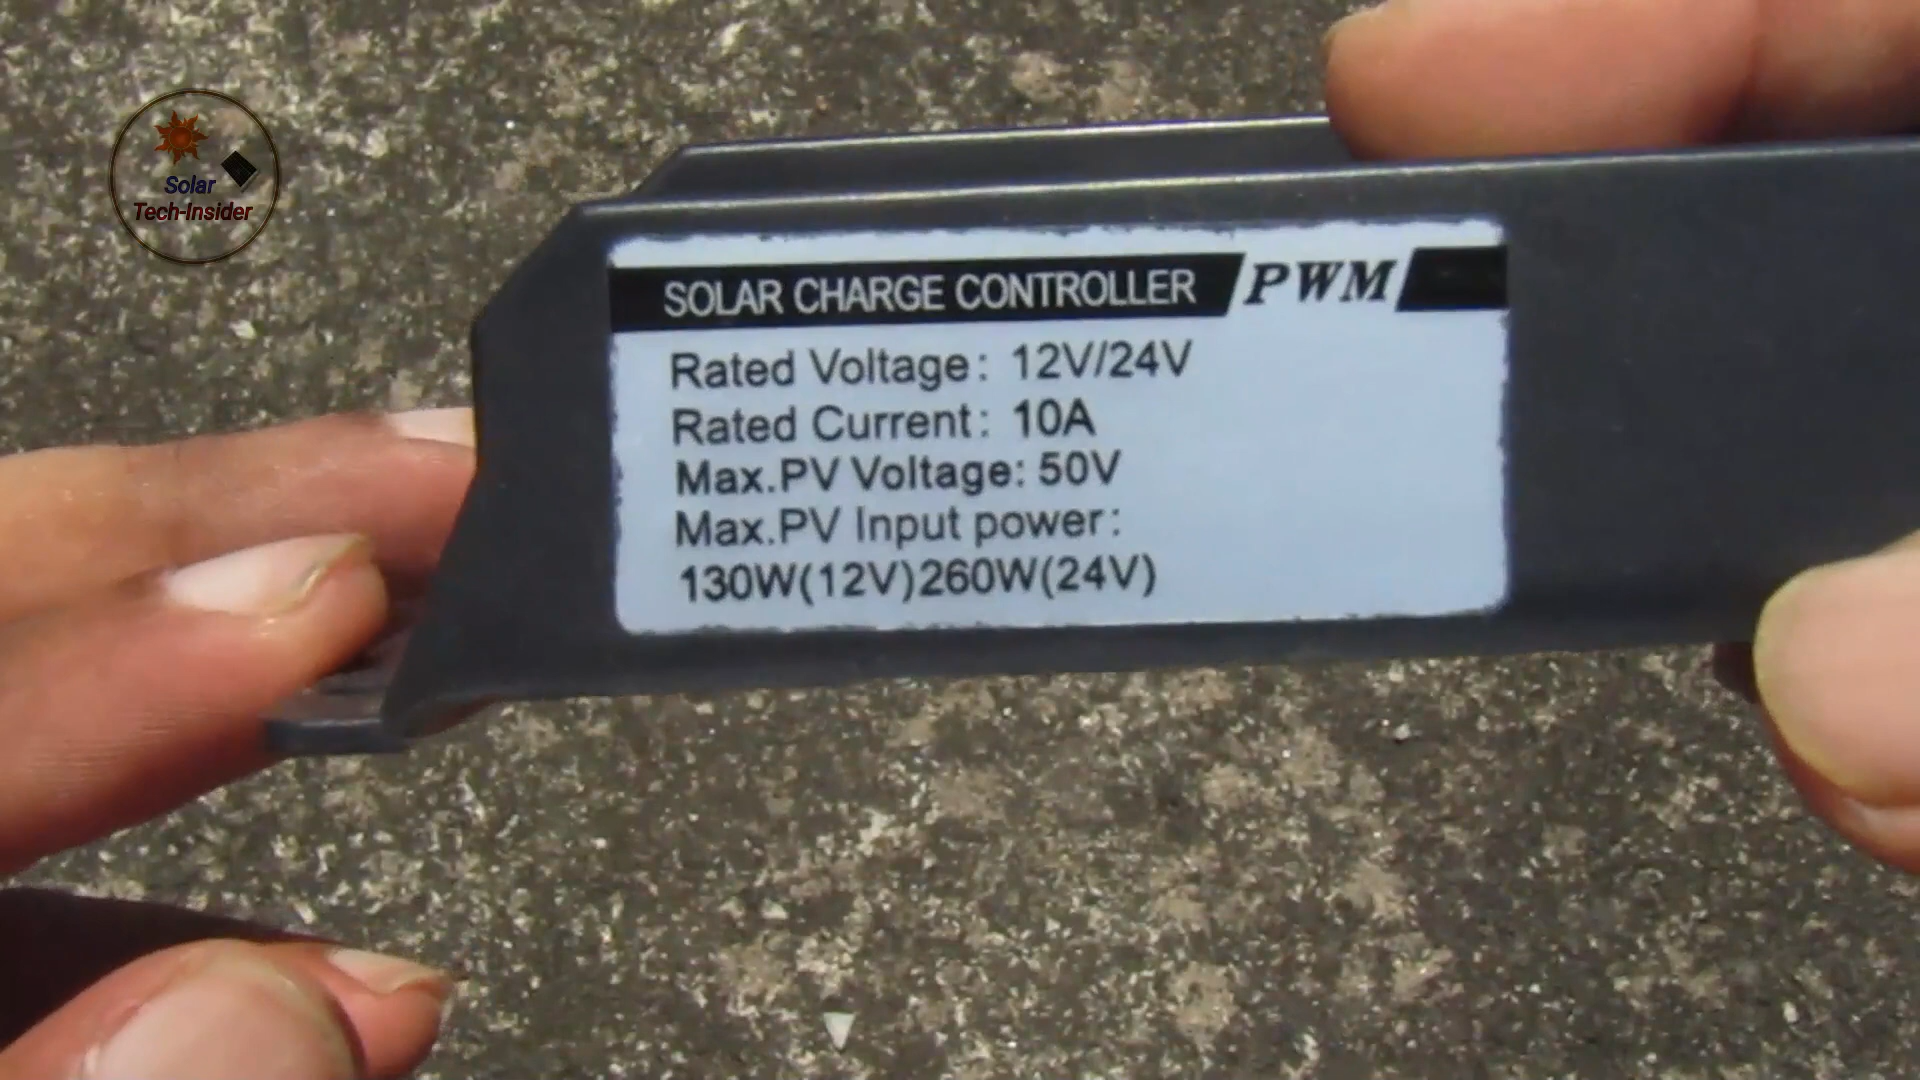 Solar
Tech-Insider
SOLAR CHARGE CONTROLLER PWM
Rated Voltage: 12V/24V
Rated Current: 10A
Max.PV Voltage: 50V
Max.PV Input power:
130W(12V)260W(24V)